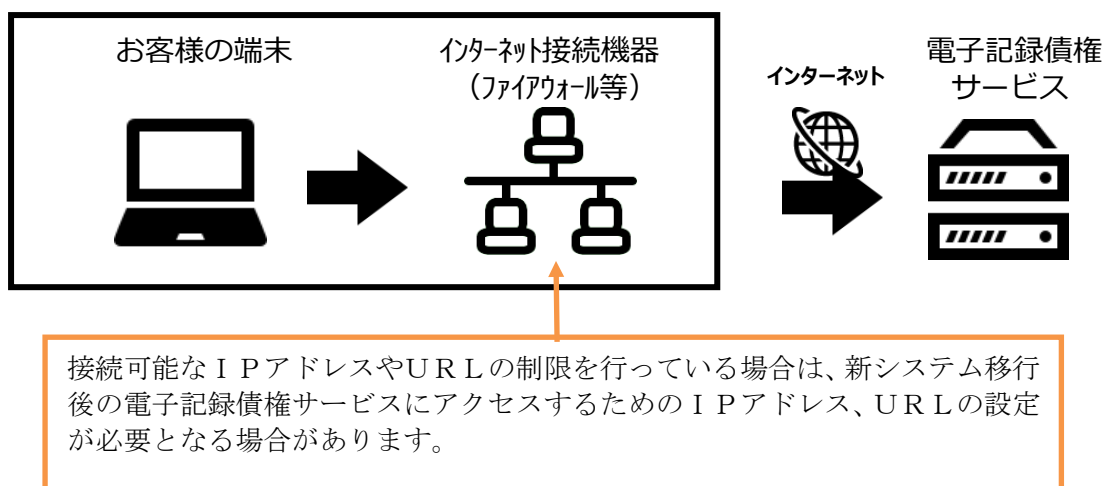 お客様の端末
インターネット接続機器
（ファイアウォール等）
インターネット
電子記録債権
サービス
接続可能なＩＰアドレスやＵＲＬの制限を行っている場合は、新システム移行
後の電子記録債権サービスにアクセスするためのＩＰアドレス、ＵＲＬの設定
が必要となる場合があります。